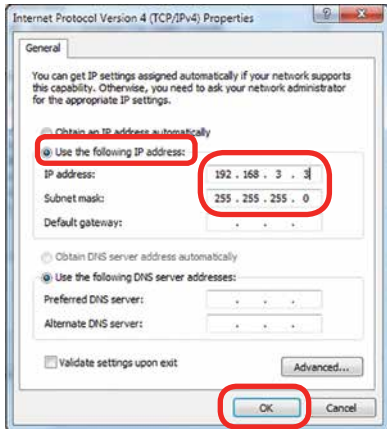 Internet Protocol Version 4 (TCP/IPv4) Properties
General
You can get IP settings assigned automatically if your network supports
this capability. Otherwise, you need to ask your network administrator
for the appropriate IP settings.
Obtain an IP address automatically
Use the following IP address:
IP address: 192 . 168 . 3 . 3
Subnet mask: 255 . 255 . 255 . 0
Default gateway: . . .
Obtain DNS server address automatically
Use the following DNS server addresses:
Preferred DNS server: . . .
Alternate DNS server: . . .
Validate settings upon exit
Advanced...
OK Cancel